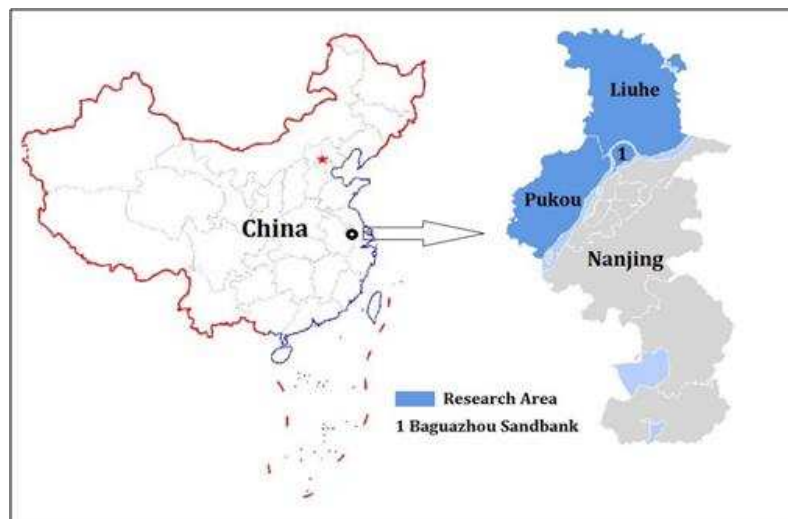 Liuhe
1
Pukou
China
Nanjing
Research Area
1 Baguazhou Sandbank